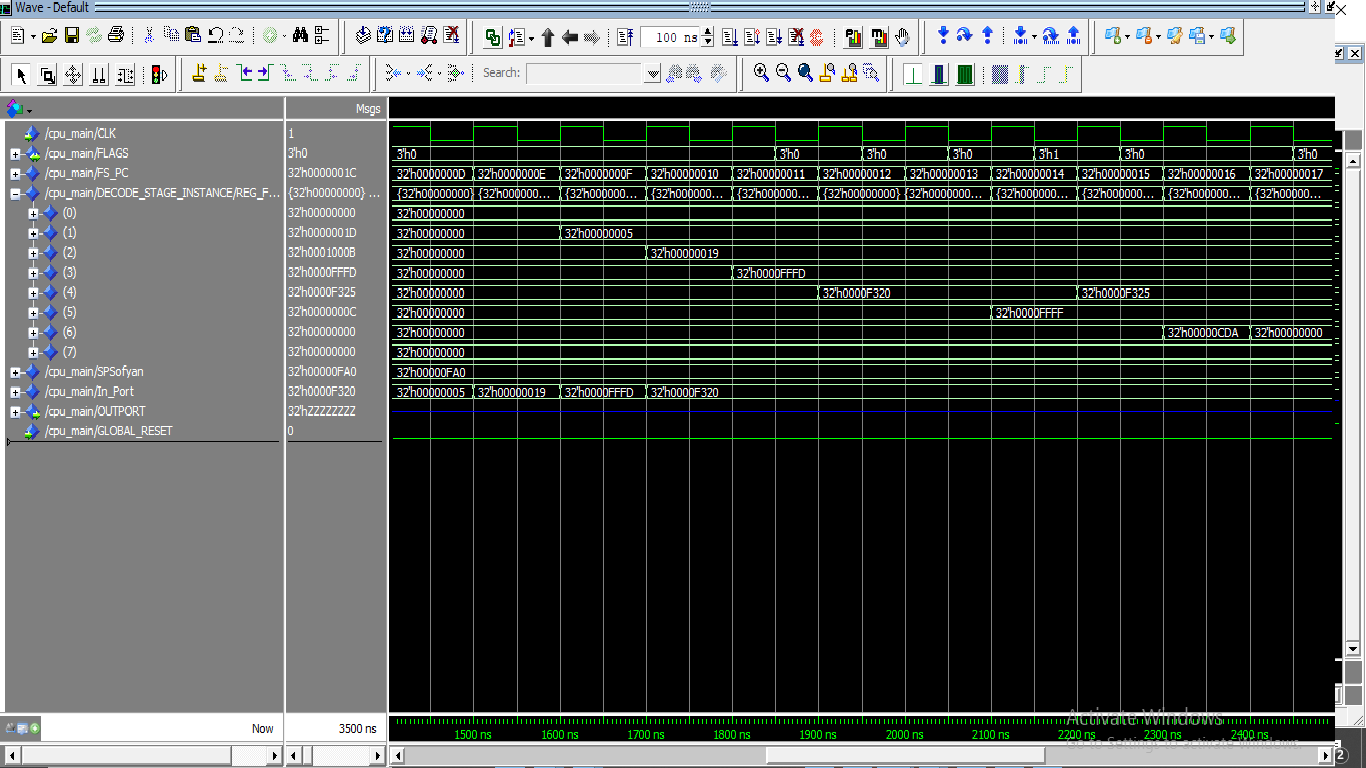 Wave - Default
100 ns
Search:
Msgs
/cpu_main/CLK 1
/cpu_main/FLAGS 3'h0 3'h0 3'h0 3'h0 3'h0 3'h1 3'h0 3'h0
/cpu_main/FS_PC 32'h0000001C 32'h0000000D 32'h0000000E 32'h0000000F 32'h00000010 32'h00000011 32'h00000012 32'h00000013 32'h00000014 32'h00000015 32'h00000016 32'h00000017
/cpu_main/DECODE_STAGE_INSTANCE/REG_F... {32'h00000000} ... {32'h00000000} {32'h000000... {32'h000000... {32'h000000... {32'h000000... {32'h00000000} {32'h000000... {32'h000000... {32'h000000... {32'h000000... {32'h000000...
(0) 32'h00000000 32'h00000000
(1) 32'h0000001D 32'h00000000 32'h00000005
(2) 32'h0001000B 32'h00000000 32'h00000019
(3) 32'h0000FFFD 32'h00000000 32'h0000FFFD
(4) 32'h0000F325 32'h00000000 32'h0000F320 32'h0000F325
(5) 32'h0000000C 32'h00000000 32'h0000FFFF
(6) 32'h00000000 32'h00000000 32'h00000CDA 32'h00000000
(7) 32'h00000000 32'h00000000
/cpu_main/SPSofyan 32'h00000FA0 32'h00000FA0
/cpu_main/In_Port 32'h0000F320 32'h00000005 32'h00000019 32'h0000FFFD 32'h0000F320
/cpu_main/OUTPORT 32'hZZZZZZZZ
/cpu_main/GLOBAL_RESET 0
Activate Windows
Now 3500 ns 1500 ns 1600 ns 1700 ns 1800 ns 1900 ns 2000 ns 2100 ns 2200 ns 2300 ns 2400 ns
Go to Settings to activate Windows.
2